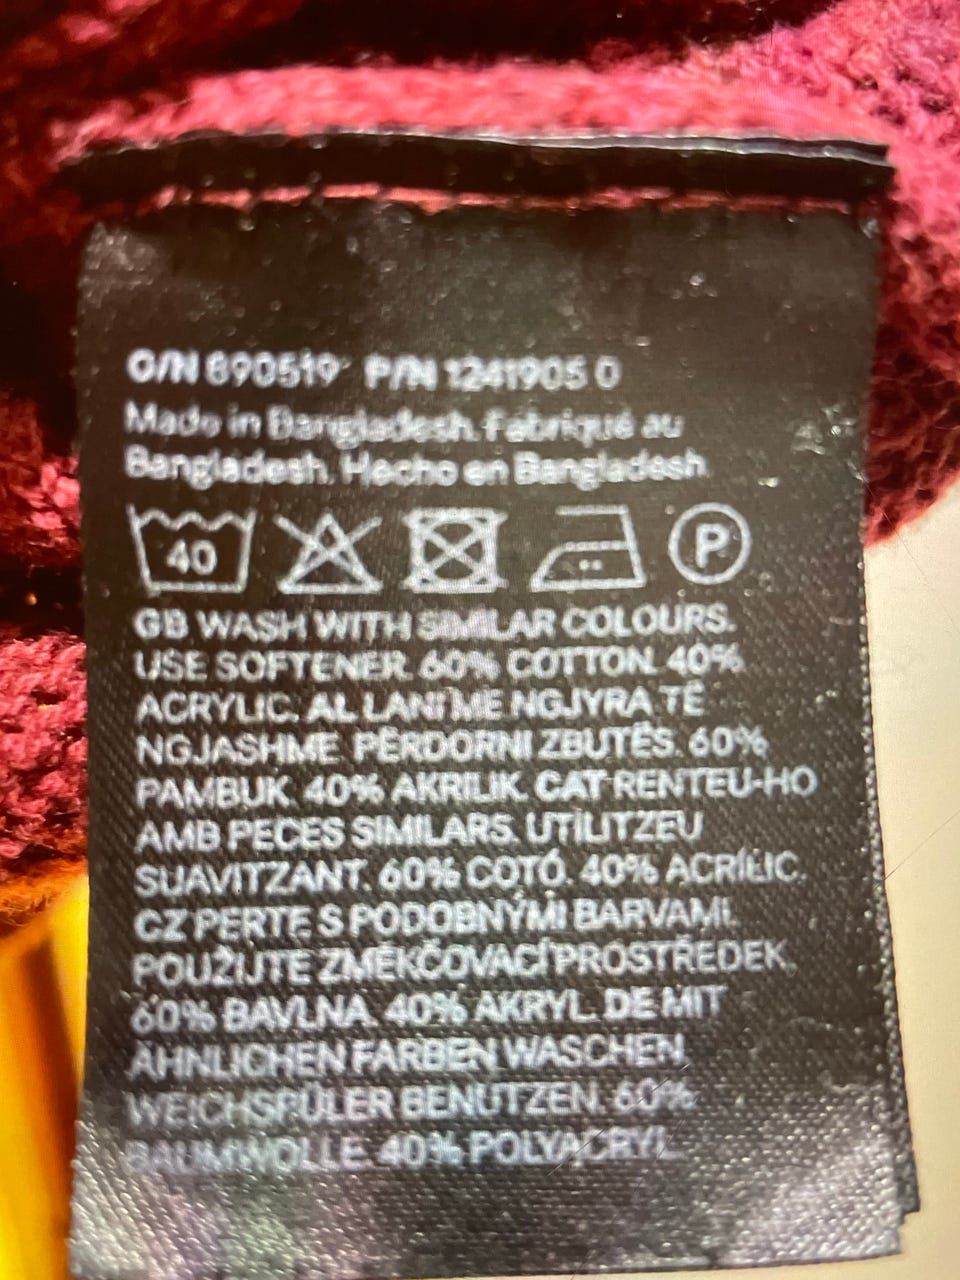 O/N 890519 P/N 1241905 0
Made in Bangladesh. Fabriqué au
Bangladesh. Hecho en Bangladesh
40 P
GB WASH WITH SIMILAR COLOURS.
USE SOFTENER. 60% COTTON. 40%
ACRYLIC. AL LANI ME NGJYRA TË
NGJASHME. PËRDORNI ZBUTËS. 60%
PAMBUK. 40% AKRILIK. CAT RENTEU-HO
AMB PECES SIMILARS. UTILITZEU
SUAVITZANT. 60% COTÓ. 40% ACRÍLIC.
CZ PERTE S PODOBNÝMI BARVAMI.
POUŽIJTE ZMĚKČOVACÍ PROSTŘEDEK.
60% BAVLNA. 40% AKRYL. DE MIT
ÄHNLICHEN FARBEN WASCHEN.
WEICHSPÜLER BENUTZEN. 60%
BAUMWOLLE. 40% POLYACRYL.